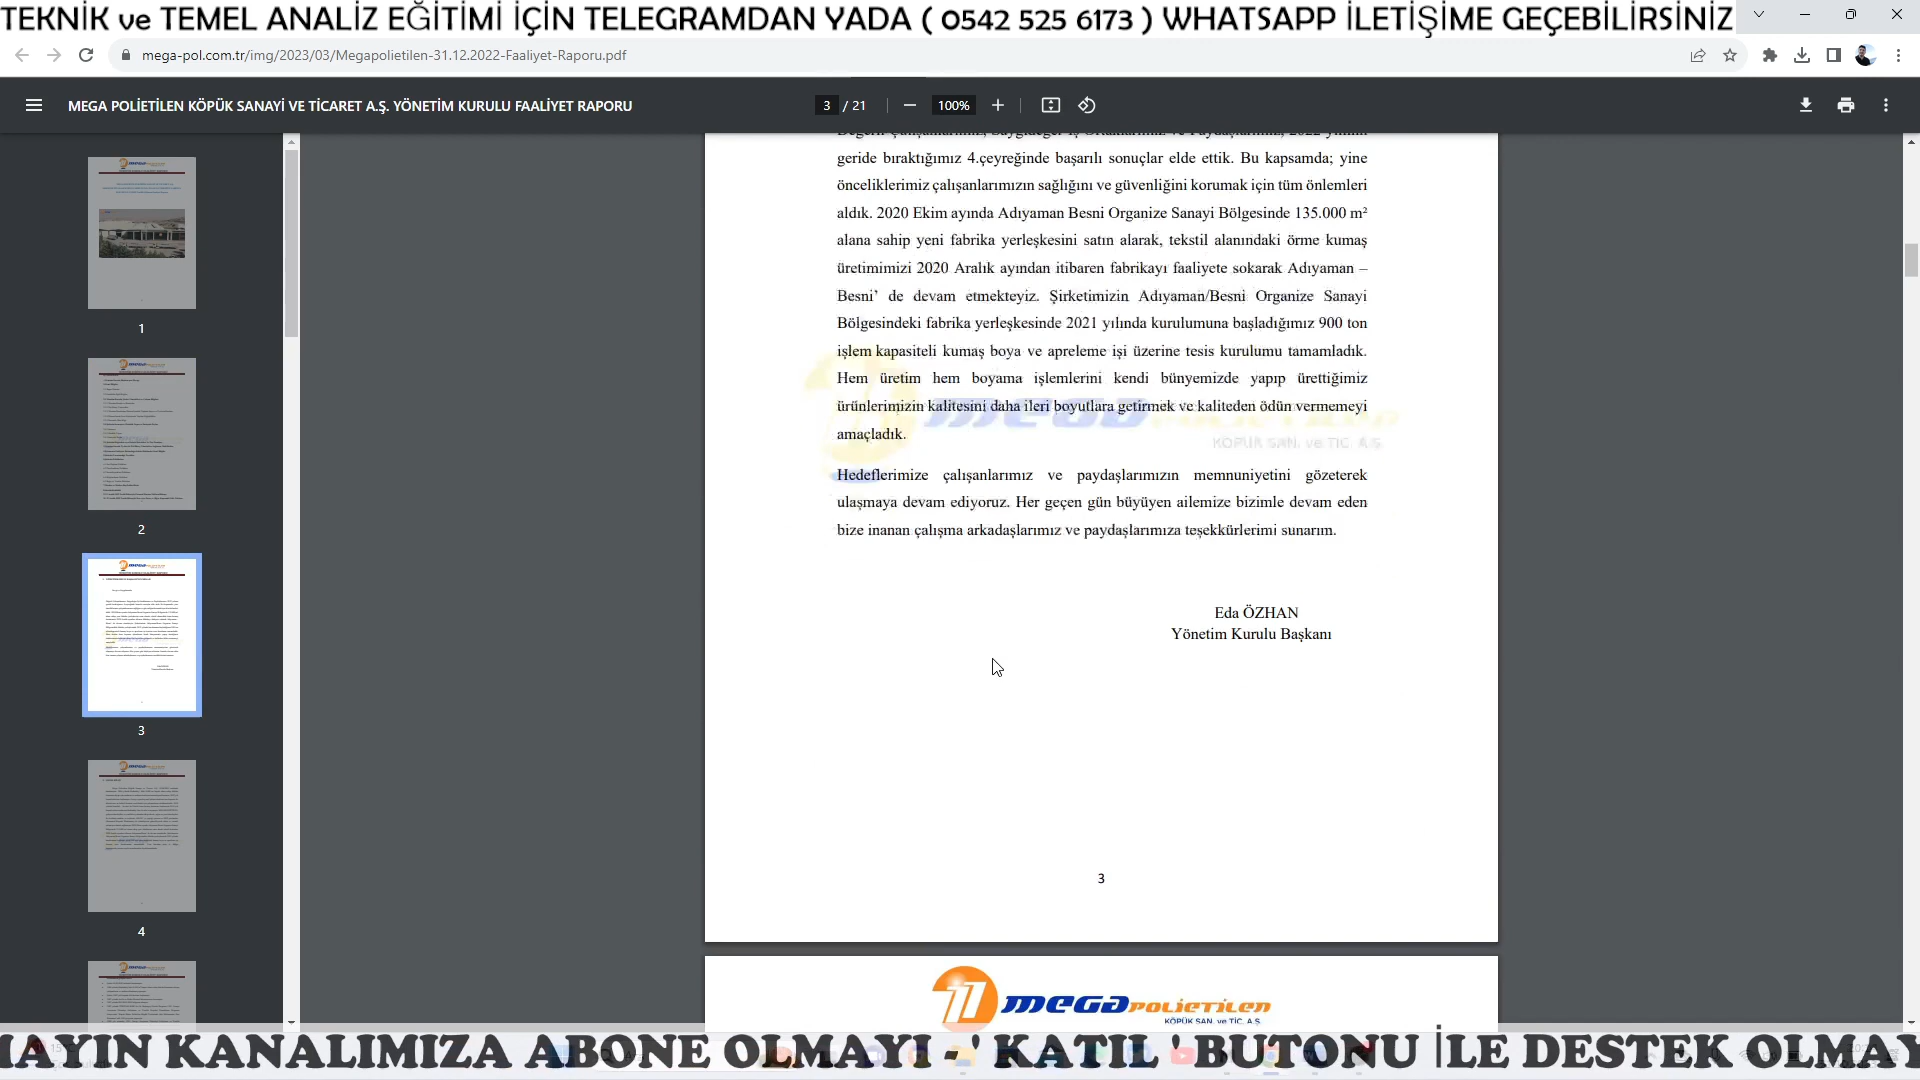 TEKNİK ve TEMEL ANALİZ EĞİTİMİ İÇİN TELEGRAMDAN YADA ( 0542 525 6173 ) WHATSAPP İLETİŞİME GEÇEBİLİRSİNİZ
mega-pol.com.tr/img/2023/03/Megapolietilen-31.12.2022-Faaliyet-Raporu.pdf
MEGA POLİETİLEN KÖPÜK SANAYİ VE TİCARET A.Ş. YÖNETİM KURULU FAALİYET RAPORU
3 / 21
100%
1
2
3
4
geride bıraktığımız 4.çeyreğinde başarılı sonuçlar elde ettik. Bu kapsamda; yine
önceliklerimiz çalışanlarımızın sağlığını ve güvenliğini korumak için tüm önlemleri
aldık. 2020 Ekim ayında Adıyaman Besni Organize Sanayi Bölgesinde 135.000 m²
alana sahip yeni fabrika yerleşkesini satın alarak, tekstil alanındaki örme kumaş
üretimimizi 2020 Aralık ayından itibaren fabrikayı faaliyete sokarak Adıyaman –
Besni’ de devam etmekteyiz. Şirketimizin Adıyaman/Besni Organize Sanayi
Bölgesindeki fabrika yerleşkesinde 2021 yılında kurulumuna başladığımız 900 ton
işlem kapasiteli kumaş boya ve apreleme işi üzerine tesis kurulumu tamamladık.
Hem üretim hem boyama işlemlerini kendi bünyemizde yapıp ürettiğimiz
ürünlerimizin kalitesini daha ileri boyutlara getirmek ve kaliteden ödün vermemeyi
amaçladık.
KÖPÜK SAN. ve TİC. A.Ş.
Hedeflerimize çalışanlarımız ve paydaşlarımızın memnuniyetini gözeterek
ulaşmaya devam ediyoruz. Her geçen gün büyüyen ailemize bizimle devam eden
bize inanan çalışma arkadaşlarımız ve paydaşlarımıza teşekkürlerimi sunarım.
Eda ÖZHAN
Yönetim Kurulu Başkanı
3
MEGA POLİETİLEN
KÖPÜK SAN. ve TİC. A.Ş.
MAYIN KANALIMIZA ABONE OLMAYI - ' KATIL ' BUTONU İLE DESTEK OLMAY